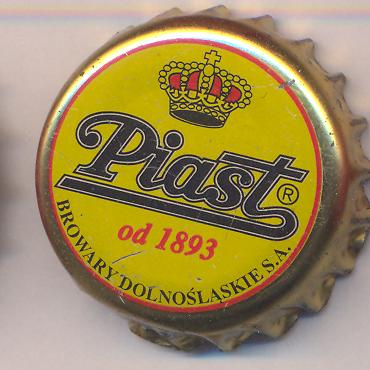 Piast®
od 1893
BROWARY DOLNOŚLĄSKIE S.A.